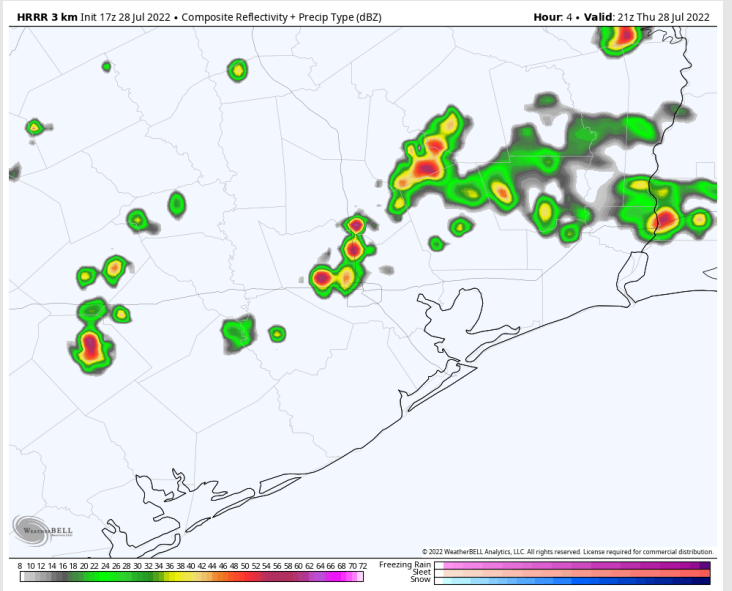 HRRR 3 km Init 17z 28 Jul 2022 • Composite Reflectivity + Precip Type (dBZ) Hour: 4 • Valid: 21z Thu 28 Jul 2022
WEATHERBELL
© 2022 WeatherBELL Analytics, LLC. All rights reserved. License required for commercial distribution.
8 10 12 14 16 18 20 22 24 26 28 30 32 34 36 38 40 42 44 46 48 50 52 54 56 58 60 62 64 66 68 70 72
Freezing Rain
Sleet
Snow